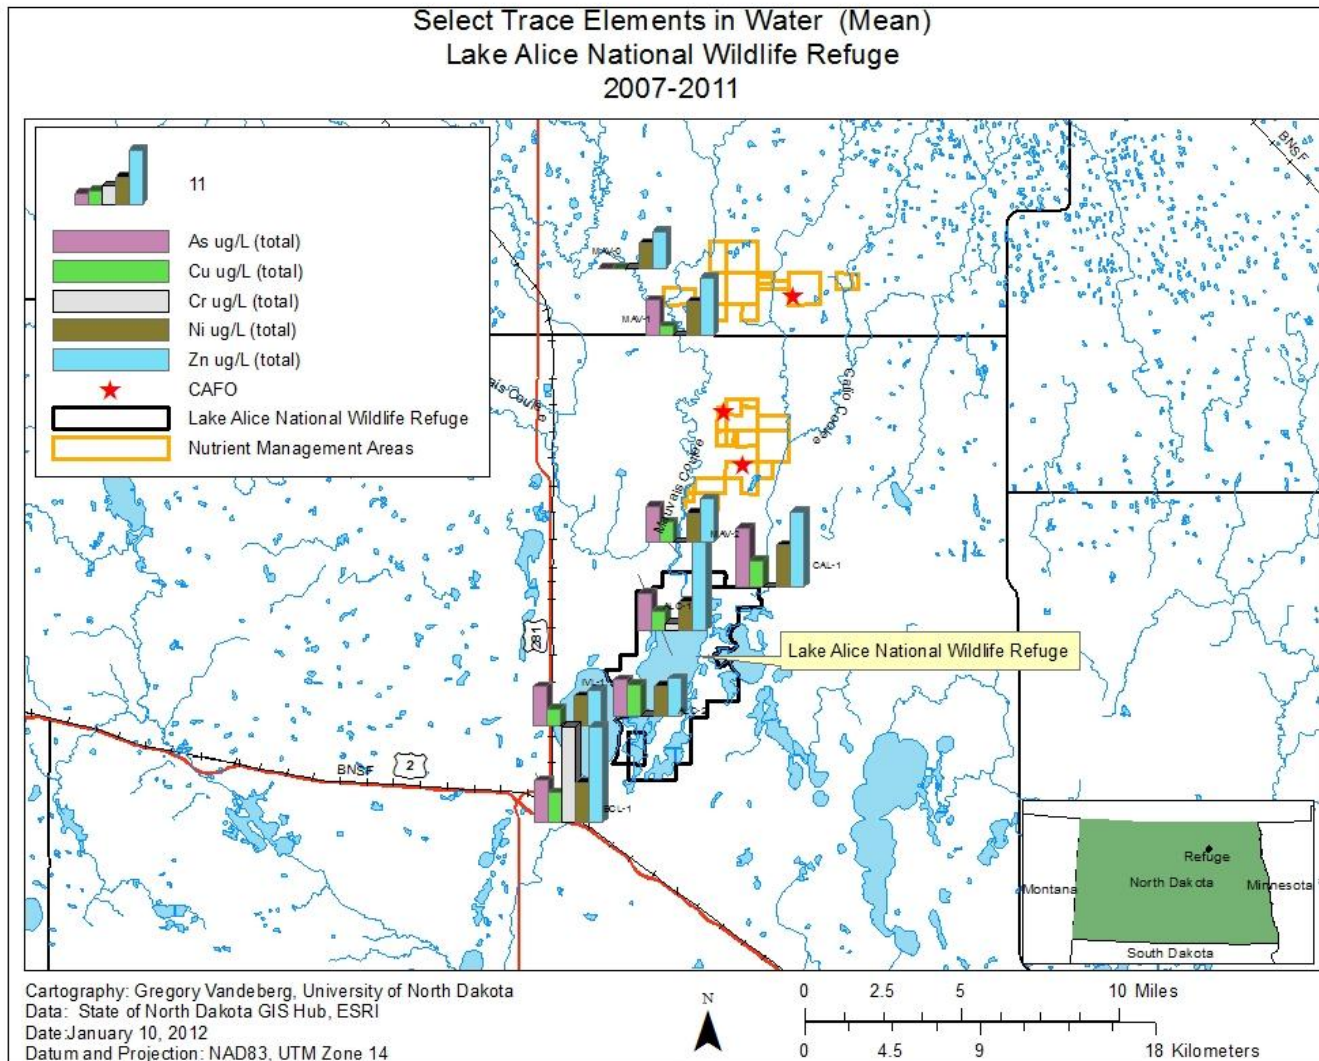 Select Trace Elements in Water (Mean)
Lake Alice National Wildlife Refuge
2007-2011
11
As ug/L (total)
Cu ug/L (total)
Cr ug/L (total)
Ni ug/L (total)
Zn ug/L (total)
CAFO
Lake Alice National Wildlife Refuge
Nutrient Management Areas
BNSF
MAV-1
Calio Coulee
Mauvais Coulee
MAV-2
CAL-1
281
Lake Alice National Wildlife Refuge
BNSF
2
Refuge
Montana
North Dakota
Minnesota
South Dakota
Cartography: Gregory Vandeberg, University of North Dakota
Data: State of North Dakota GIS Hub, ESRI
Date:January 10, 2012
Datum and Projection: NAD83, UTM Zone 14
N
0 2.5 5 10 Miles
0 4.5 9 18 Kilometers